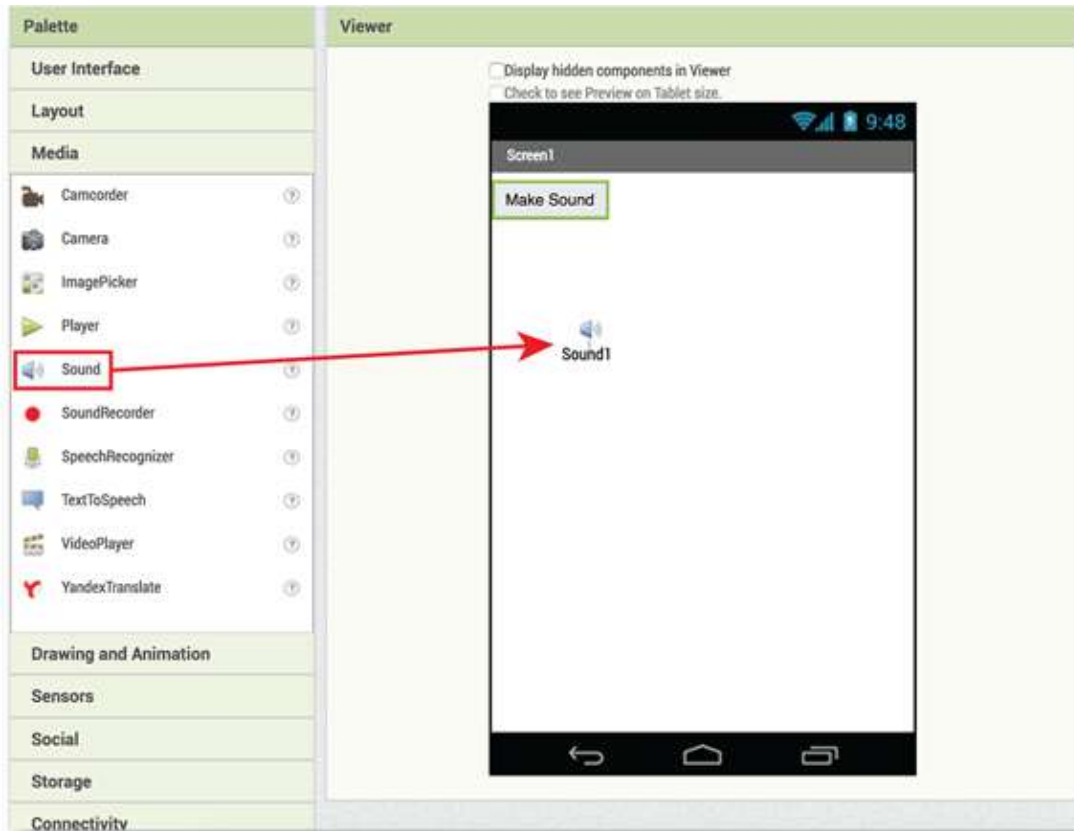 Palette
User Interface
Layout
Media
Camcorder
Camera
ImagePicker
Player
Sound
SoundRecorder
SpeechRecognizer
TextToSpeech
VideoPlayer
YandexTranslate
Drawing and Animation
Sensors
Social
Storage
Connectivity
Viewer
Display hidden components in Viewer
Check to see Preview on Tablet size.
9:48
Screen1
Make Sound
Sound1